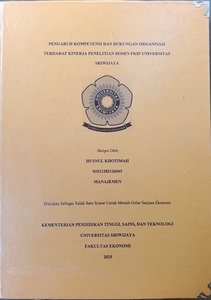 PENGARUH KOMPETENSI DAN DUKUNGAN ORGANISASI
TERHADAP KINERJA PENELITIAN DOSEN FKIP UNIVERSITAS
SRIWIJAYA
Skripsi Oleh
HUSNUL KHOTIMAH
01011282126045
MANAJEMEN
Diajukan Sebagai Salah Satu Syarat Untuk Meraih Gelar Sarjana Ekonomi
KEMENTERIAN PENDIDIKAN TINGGI, SAINS, DAN TEKNOLOGI
UNIVERSITAS SRIWIJAYA
FAKULTAS EKONOMI
2025